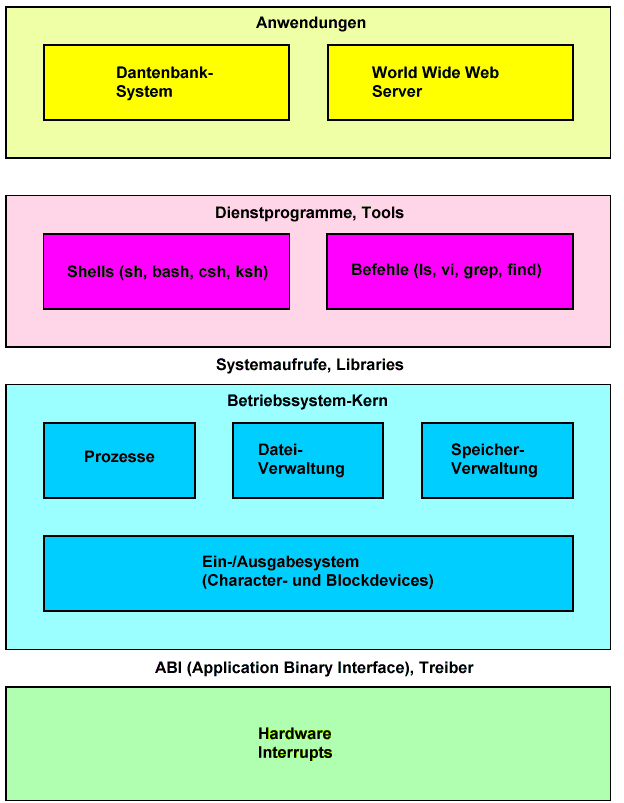 Anwendungen
Dantenbank-
System
World Wide Web
Server
Dienstprogramme, Tools
Shells (sh, bash, csh, ksh)
Befehle (ls, vi, grep, find)
Systemaufrufe, Libraries
Betriebssystem-Kern
Prozesse
Datei-
Verwaltung
Speicher-
Verwaltung
Ein-/Ausgabesystem
(Character- und Blockdevices)
ABI (Application Binary Interface), Treiber
Hardware
Interrupts